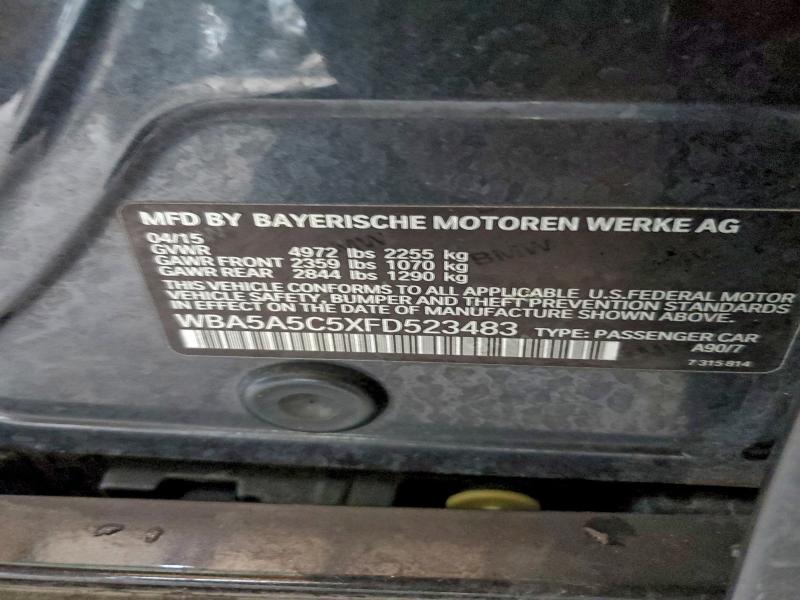 MFD BY BAYERISCHE MOTOREN WERKE AG
04/15
GVWR 4972 lbs 2255 kg
GAWR FRONT 2359 lbs 1070 kg
GAWR REAR 2844 lbs 1290 kg
THIS VEHICLE CONFORMS TO ALL APPLICABLE U.S.FEDERAL MOTOR
VEHICLE SAFETY, BUMPER AND THEFT PREVENTION STANDARDS
IN EFFECT ON THE DATE OF MANUFACTURE SHOWN ABOVE.
WBA5A5C5XFD523483 TYPE: PASSENGER CAR
A90/7
7 315 814